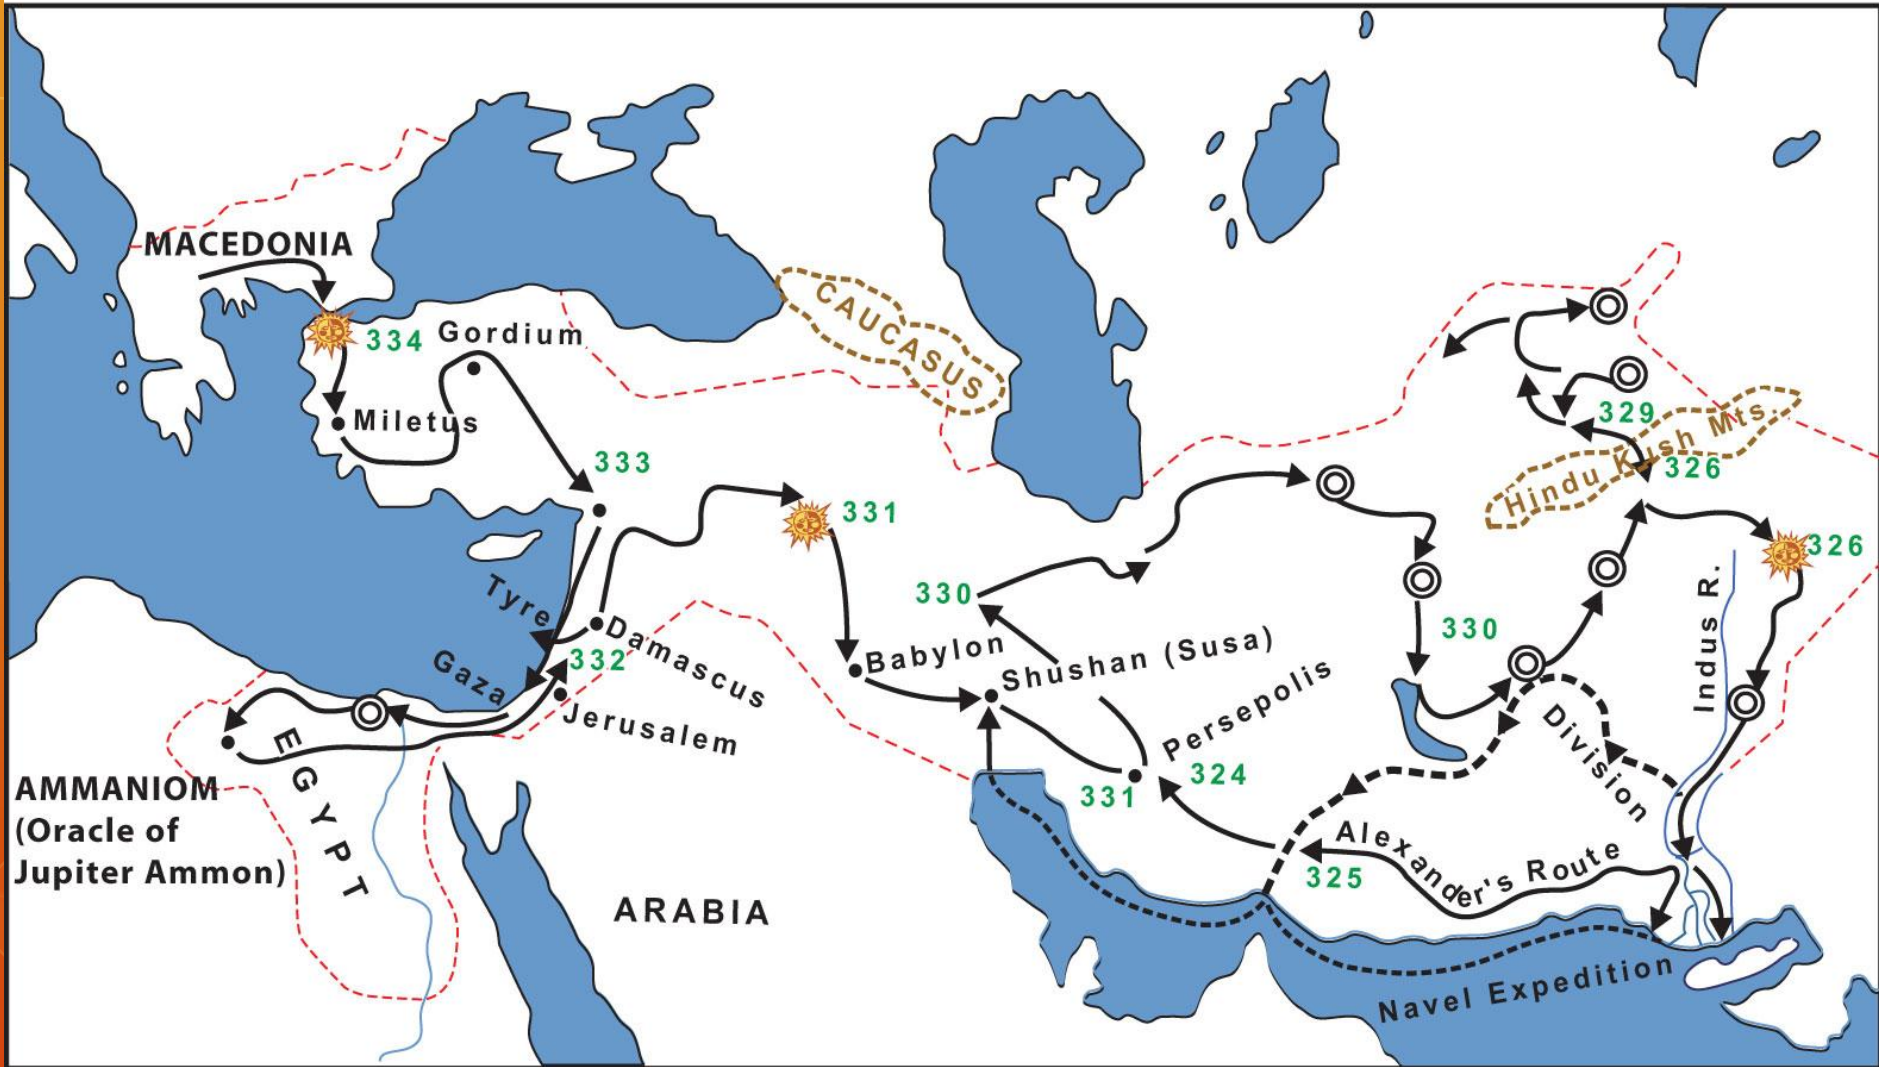 MACEDONIA
CAUCASUS
334
Gordium
Miletus
333
329
Hindu Kush Mts.
326
331
326
Tyre
330
Damascus
332
330
Indus R.
Gaza
Babylon
Shushan (Susa)
Jerusalem
Persepolis
Division
EGYPT
324
331
AMMANIOM
(Oracle of
Jupiter Ammon)
Alexander's Route
325
ARABIA
Navel Expedition